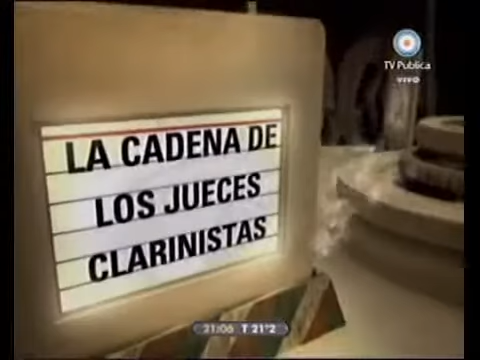 TV Pública
VIVO
LA CADENA DE
LOS JUECES
CLARINISTAS
21:06 T 21°2